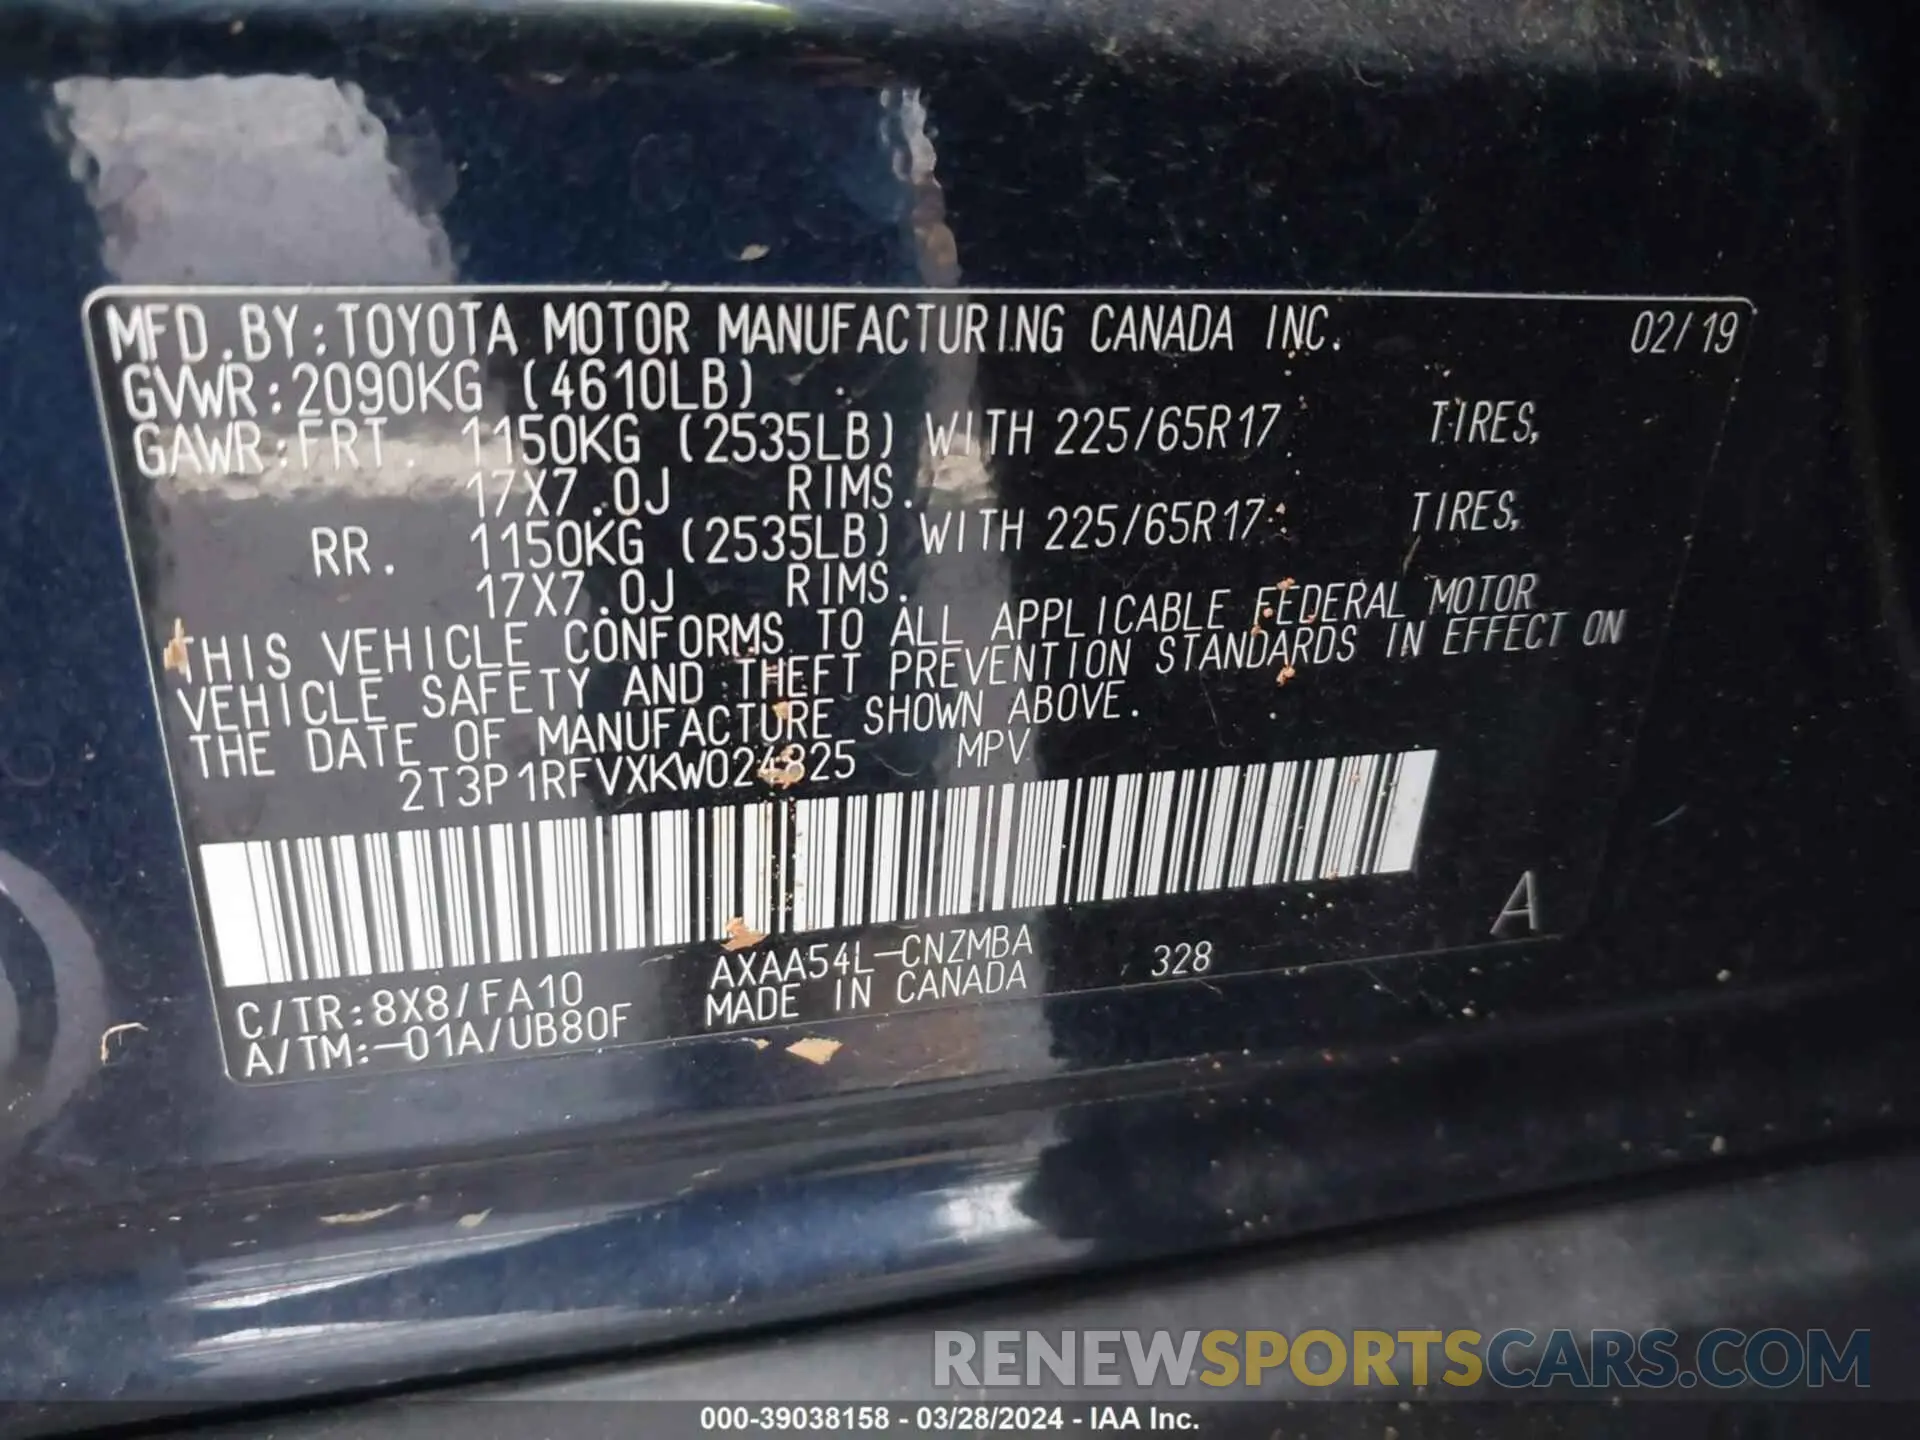 MFD.BY:TOYOTA MOTOR MANUFACTURING CANADA INC. 02/19
GVWR:2090KG (4610LB)
GAWR:FRT. 1150KG (2535LB) WITH 225/65R17 TIRES,
17X7.0J RIMS.
RR. 1150KG (2535LB) WITH 225/65R17 TIRES,
17X7.0J RIMS.
THIS VEHICLE CONFORMS TO ALL APPLICABLE FEDERAL MOTOR
VEHICLE SAFETY AND THEFT PREVENTION STANDARDS IN EFFECT ON
THE DATE OF MANUFACTURE SHOWN ABOVE.
2T3P1RFVXKW024825 MPV
A
C/TR:8X8/FA10 AXAA54L-CNZMBA 328
A/TM:-01A/UB80F MADE IN CANADA
RENEWSPORTSCARS.COM
000-39038158 - 03/28/2024 - IAA Inc.